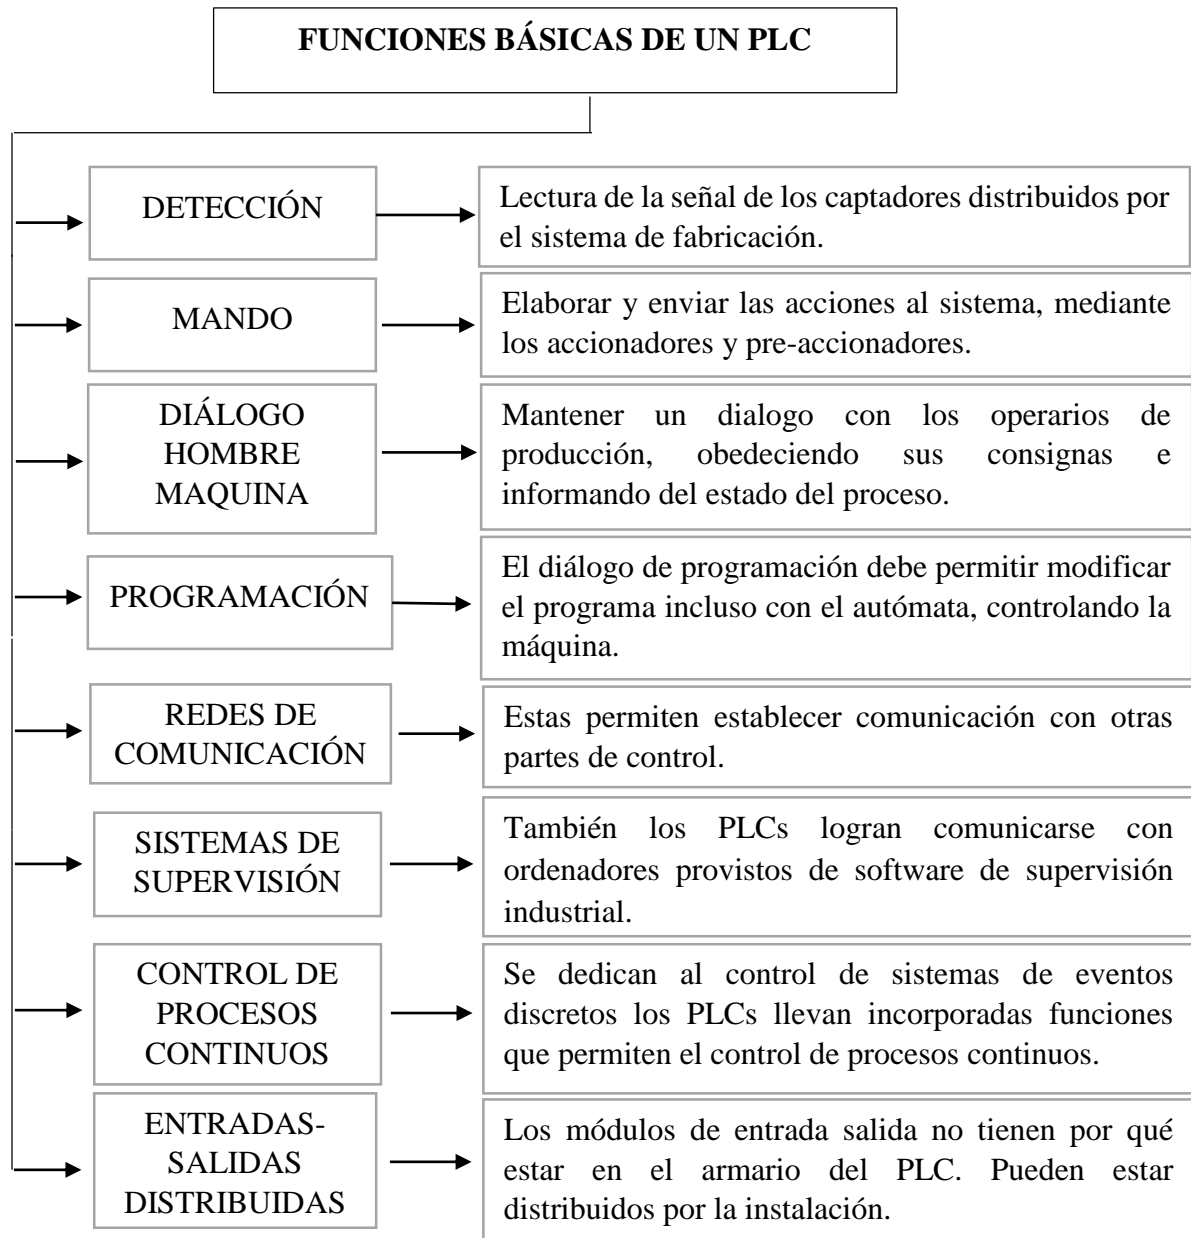 FUNCIONES BÁSICAS DE UN PLC
DETECCIÓN
Lectura de la señal de los captadores distribuidos por
el sistema de fabricación.
MANDO
Elaborar y enviar las acciones al sistema, mediante
los accionadores y pre-accionadores.
DIÁLOGO
HOMBRE
MAQUINA
Mantener un dialogo con los operarios de
producción, obedeciendo sus consignas e
informando del estado del proceso.
PROGRAMACIÓN
El diálogo de programación debe permitir modificar
el programa incluso con el autómata, controlando la
máquina.
REDES DE
COMUNICACIÓN
Estas permiten establecer comunicación con otras
partes de control.
SISTEMAS DE
SUPERVISIÓN
También los PLCs logran comunicarse con
ordenadores provistos de software de supervisión
industrial.
CONTROL DE
PROCESOS
CONTINUOS
Se dedican al control de sistemas de eventos
discretos los PLCs llevan incorporadas funciones
que permiten el control de procesos continuos.
ENTRADAS-
SALIDAS
DISTRIBUIDAS
Los módulos de entrada salida no tienen por qué
estar en el armario del PLC. Pueden estar
distribuidos por la instalación.